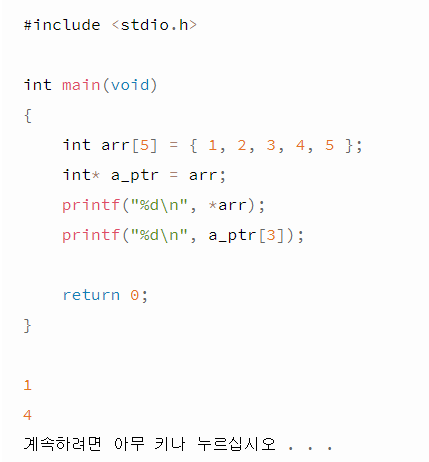 #include <stdio.h>
int main(void)
{
int arr[5] = { 1, 2, 3, 4, 5 };
int* a_ptr = arr;
printf("%d\n", *arr);
printf("%d\n", a_ptr[3]);
return 0;
}
1
4
계속하려면 아무 키나 누르십시오 . . .